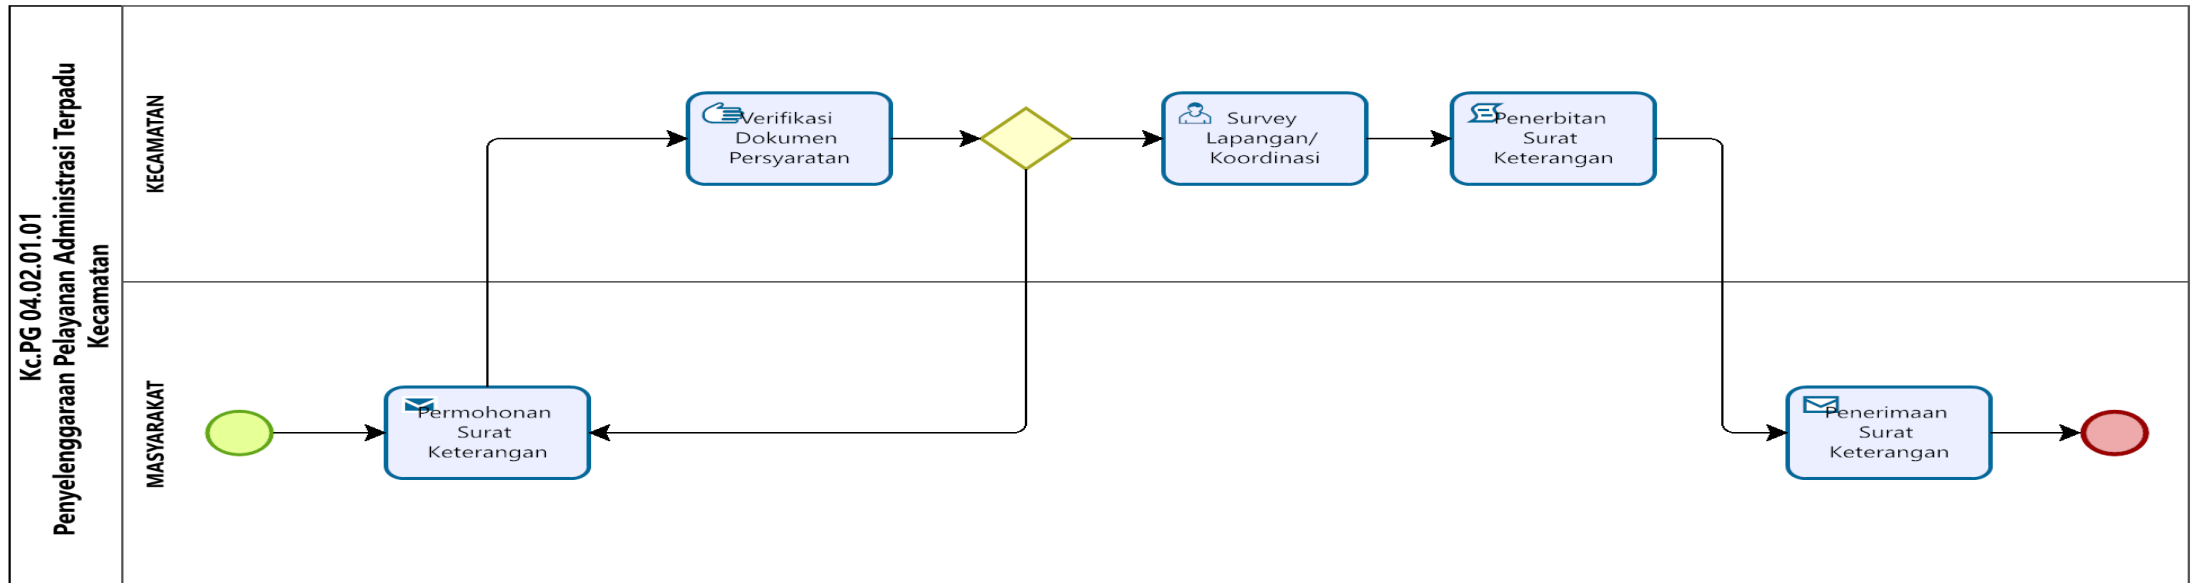 Kc.PG 04.02.01.01
Penyelenggaraan Pelayanan Administrasi Terpadu
Kecamatan
KECAMATAN
Verifikasi
Dokumen
Persyaratan
Survey
Lapangan/
Koordinasi
Penerbitan
Surat
Keterangan
MASYARAKAT
Permohonan
Surat
Keterangan
Penerimaan
Surat
Keterangan